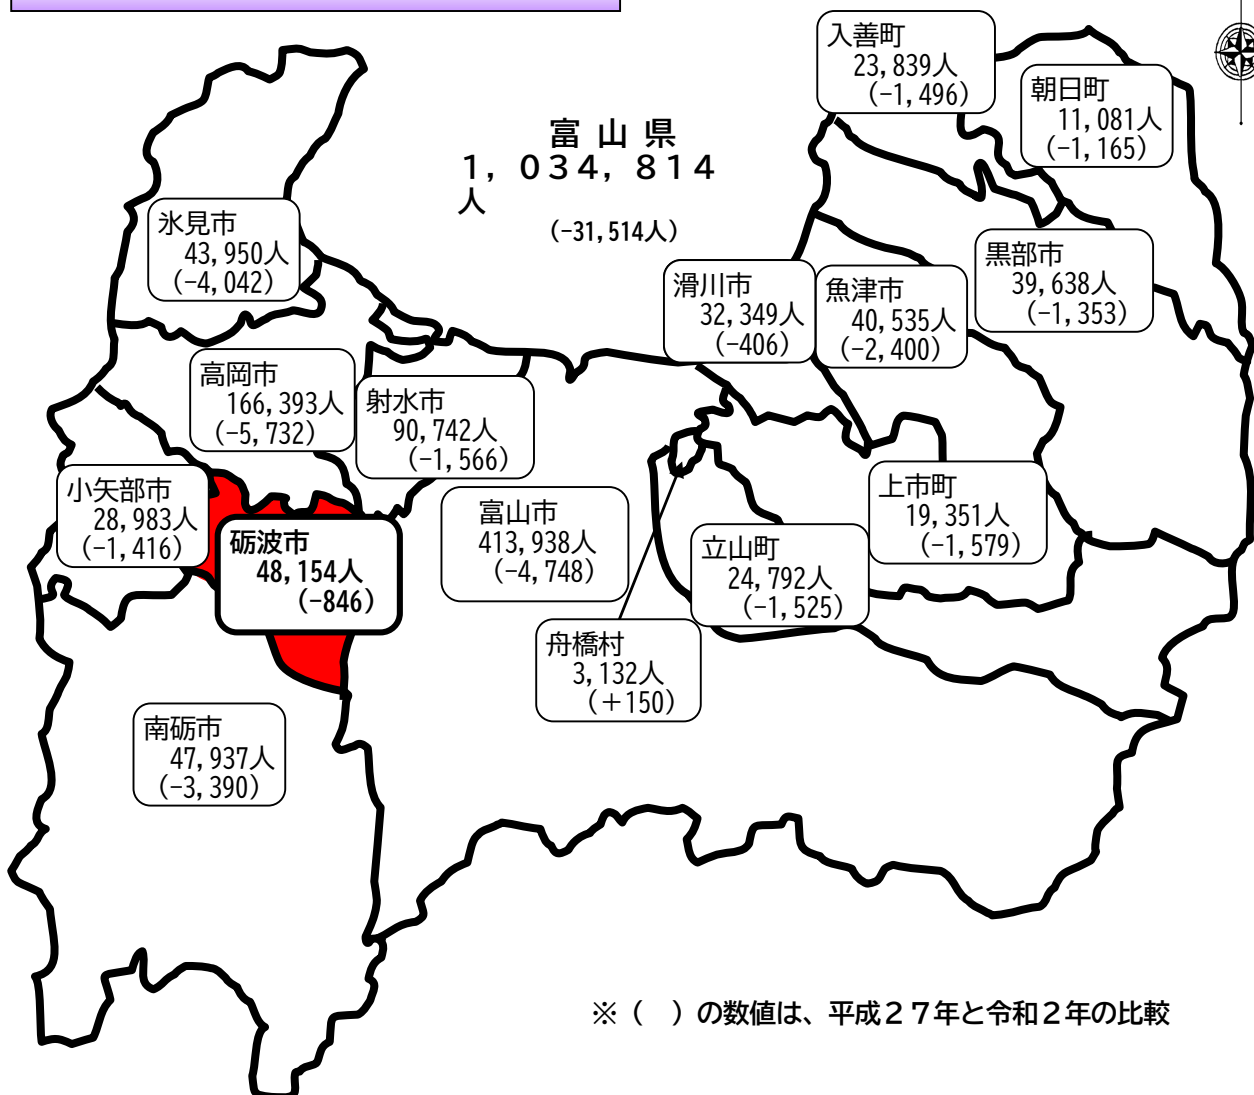 入善町
23,839人
(-1,496)
朝日町
11,081人
(-1,165)
富山県
１，０３４，８１４
人
(-31,514人)
氷見市
43,950人
(-4,042)
黒部市
39,638人
(-1,353)
滑川市
32,349人
(-406)
魚津市
40,535人
(-2,400)
高岡市
166,393人
(-5,732)
射水市
90,742人
(-1,566)
小矢部市
28,983人
(-1,416)
上市町
19,351人
(-1,579)
富山市
413,938人
(-4,748)
砺波市
48,154人
(-846)
立山町
24,792人
(-1,525)
舟橋村
3,132人
(＋150)
南砺市
47,937人
(-3,390)
※（　）の数値は、平成２７年と令和２年の比較